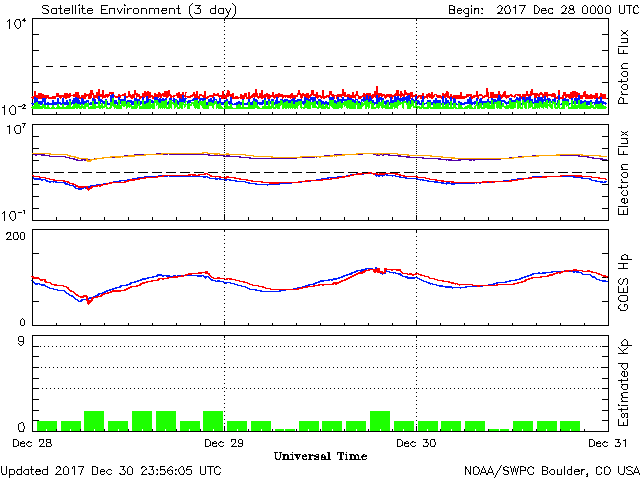 Satellite Environment (3 day) Begin: 2017 Dec 28 0000 UTC
10⁴
10⁻²
Proton Flux
10⁷
10⁻¹
Electron Flux
200
0
GOES Hp
9
0
Estimated Kp
Dec 28 Dec 29 Dec 30 Dec 31
Universal Time
Updated 2017 Dec 30 23:56:05 UTC NOAA/SWPC Boulder, CO USA